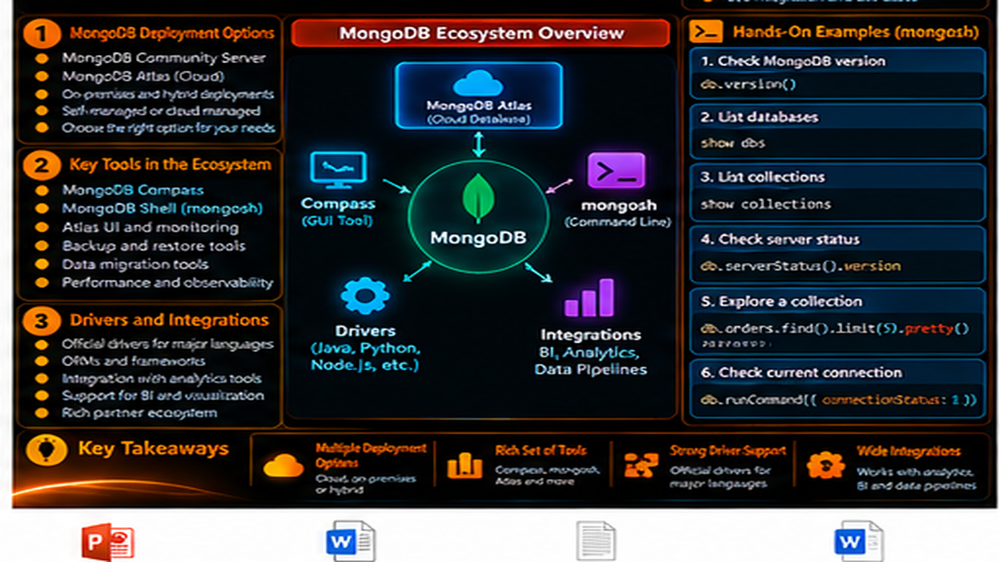 1 MongoDB Deployment Options
MongoDB Community Server
MongoDB Atlas (Cloud)
On-premises and hybrid deployments
Self-managed or cloud managed
Choose the right option for your needs
2 Key Tools in the Ecosystem
MongoDB Compass
MongoDB Shell (mongosh)
Atlas UI and monitoring
Backup and restore tools
Data migration tools
Performance and observability
3 Drivers and Integrations
Official drivers for major languages
ORMs and frameworks
Integration with analytics tools
Support for BI and visualization
Rich partner ecosystem
MongoDB Ecosystem Overview
MongoDB Atlas
(Cloud Database)
Compass
(GUI Tool)
mongosh
(Command Line)
MongoDB
Drivers
(Java, Python,
Node.js, etc.)
Integrations
BI, Analytics,
Data Pipelines
Hands-On Examples (mongosh)
1. Check MongoDB version
db.version()
2. List databases
show dbs
3. List collections
show collections
4. Check server status
db.serverStatus().version
5. Explore a collection
db.orders.find().limit(5).pretty()
6. Check current connection
db.runCommand({ connectionStatus: 1 })
Key Takeaways
Multiple Deployment
Options
Cloud, on-premises
or hybrid
Rich Set of Tools
Compass, mongosh,
Atlas and more
Strong Driver Support
Official drivers for
major languages
Wide Integrations
Works with analytics,
BI and data pipelines
P
W
W